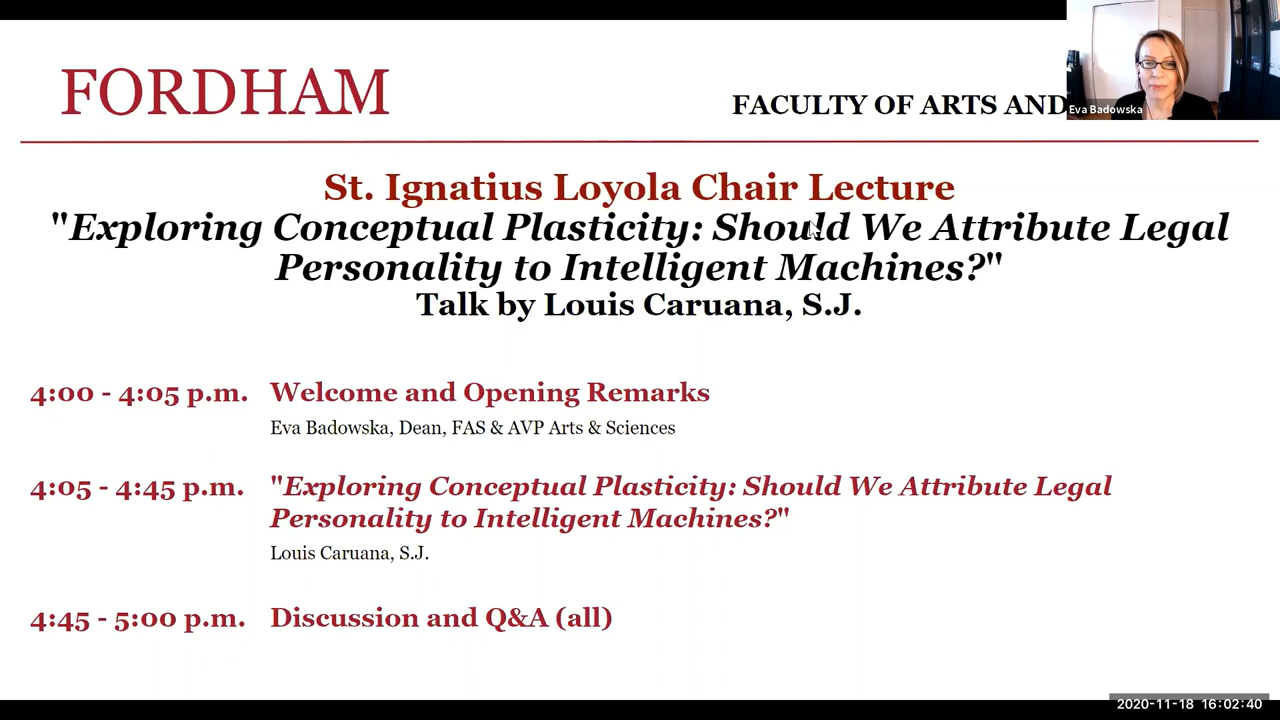 FORDHAM
FACULTY OF ARTS AND
Eva Badowska
St. Ignatius Loyola Chair Lecture
"Exploring Conceptual Plasticity: Should We Attribute Legal
Personality to Intelligent Machines?"
Talk by Louis Caruana, S.J.
4:00 - 4:05 p.m. Welcome and Opening Remarks
Eva Badowska, Dean, FAS & AVP Arts & Sciences
4:05 - 4:45 p.m. "Exploring Conceptual Plasticity: Should We Attribute Legal
Personality to Intelligent Machines?"
Louis Caruana, S.J.
4:45 - 5:00 p.m. Discussion and Q&A (all)
2020-11-18 16:02:40